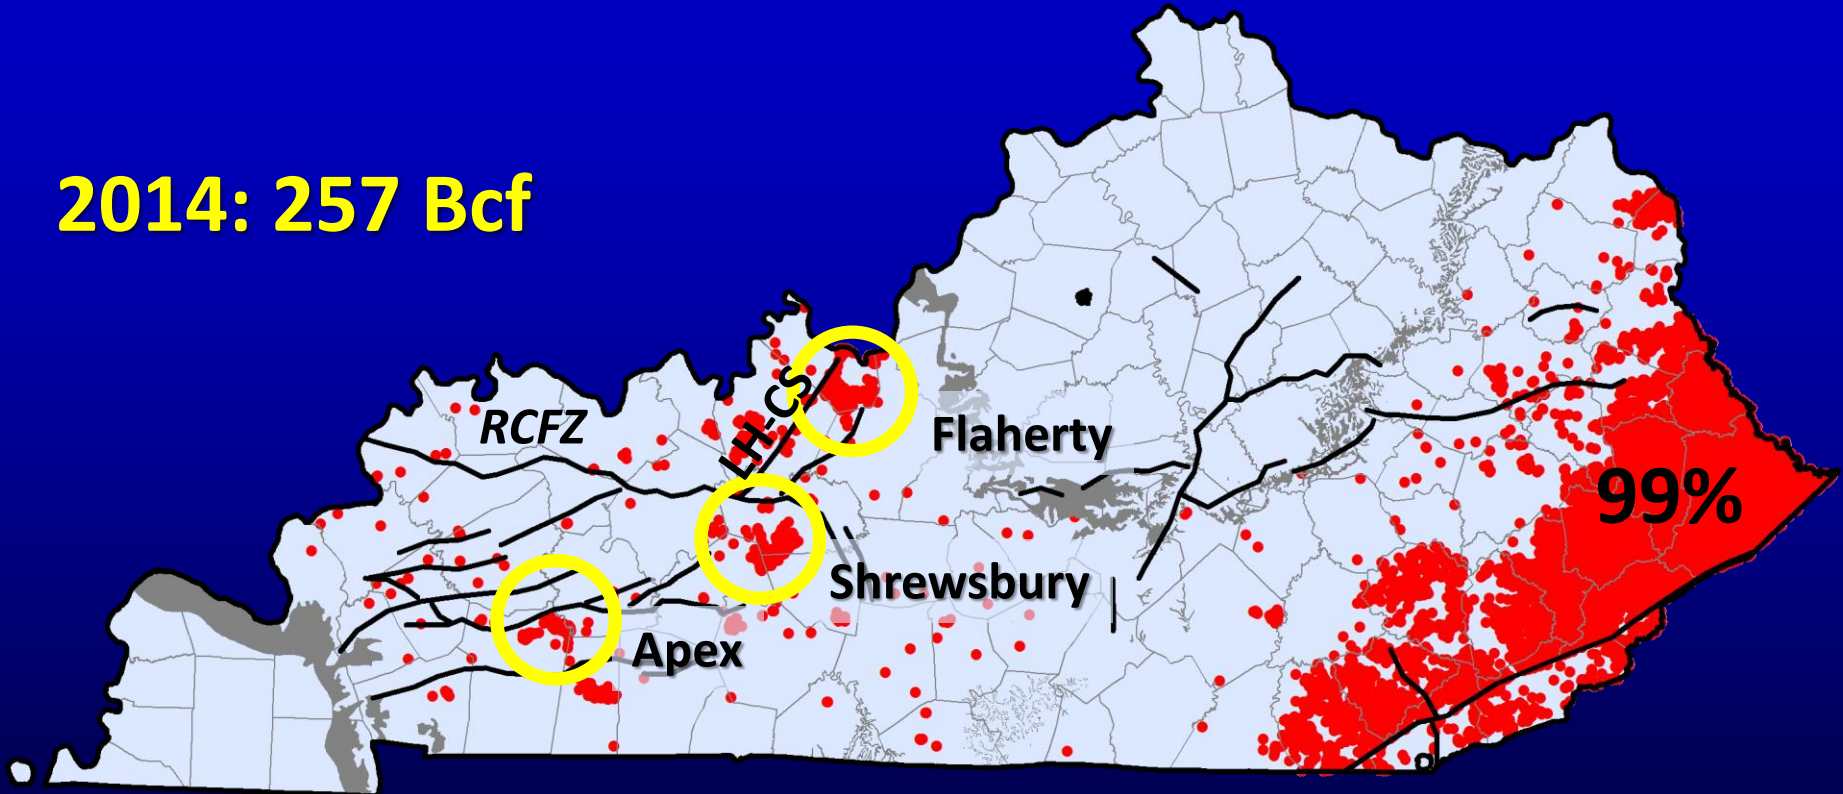 2014: 257 Bcf
RCFZ
LH-CS
Flaherty
99%
Shrewsbury
Apex